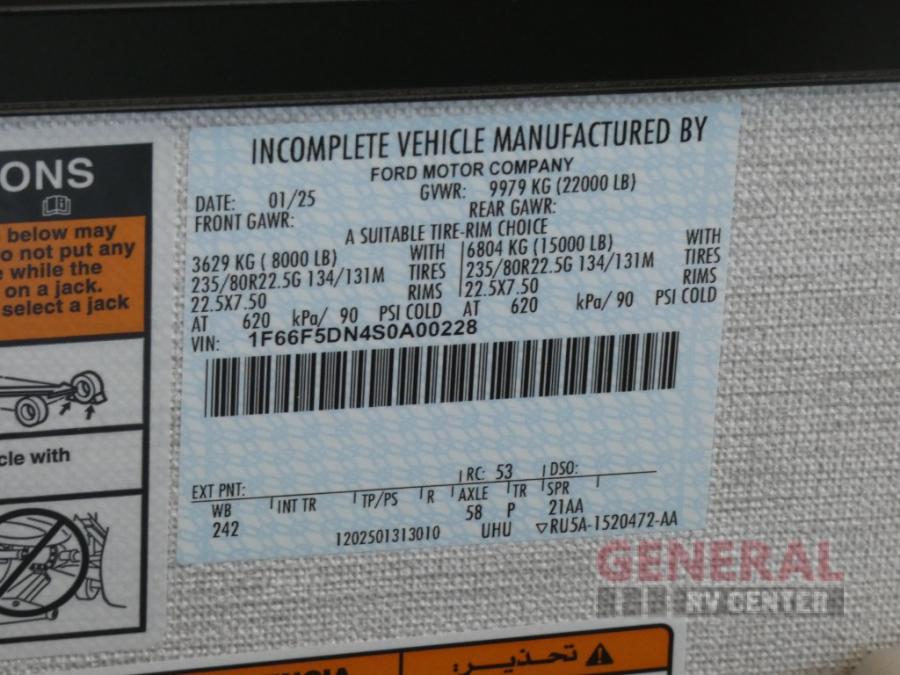 ONS
below may
o not put any
e while the
on a jack.
select a jack
cle with
INCOMPLETE VEHICLE MANUFACTURED BY
FORD MOTOR COMPANY
DATE: 01/25 GVWR: 9979 KG (22000 LB)
FRONT GAWR: REAR GAWR:
A SUITABLE TIRE-RIM CHOICE
3629 KG ( 8000 LB) WITH 6804 KG (15000 LB) WITH
235/80R22.5G 134/131M TIRES 235/80R22.5G 134/131M TIRES
22.5X7.50 RIMS 22.5X7.50 RIMS
AT 620 kPa/ 90 PSI COLD AT 620 kPa/ 90 PSI COLD
VIN: 1F66F5DN4S0A00228
EXT PNT: RC: 53 DSO:
WB INT TR TP/PS R AXLE TR SPR
242 58 P 21AA
1202501313010 UHU ▽RU5A-1520472-AA
GENERAL
RV CENTER
تحذير: